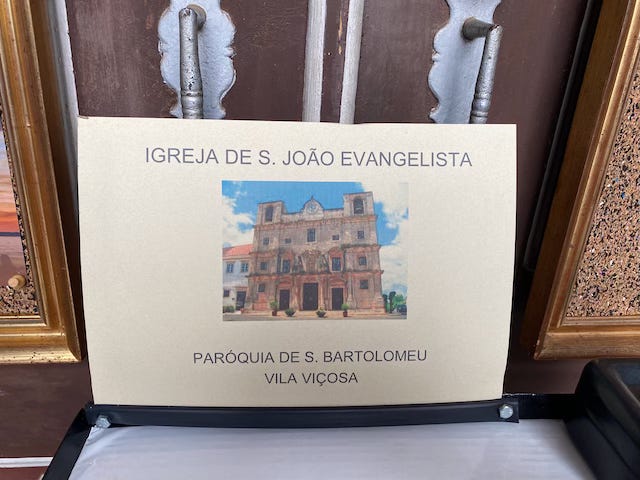 IGREJA DE S. JOÃO EVANGELISTA
PARÓQUIA DE S. BARTOLOMEU
VILA VIÇOSA